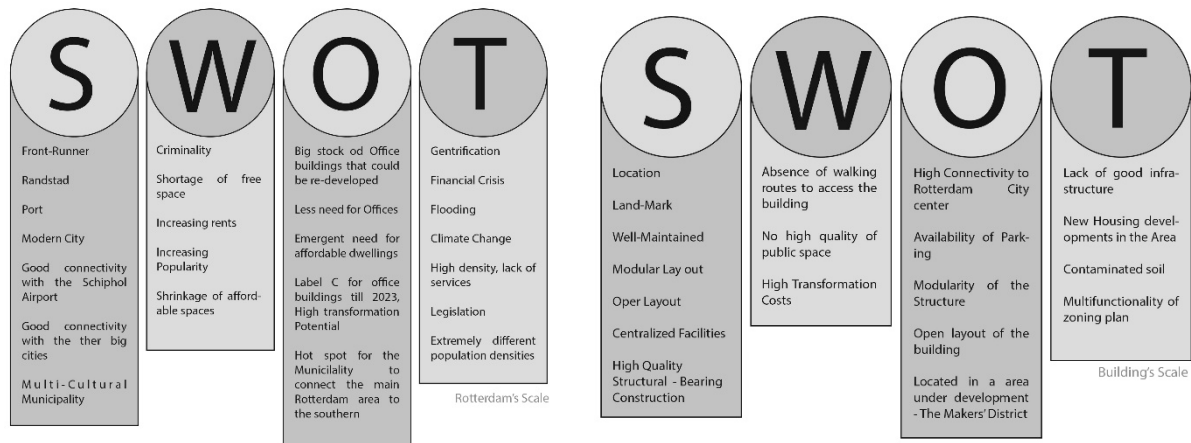 S
Front-Runner
Randstad
Port
Modern City
Good connectivity
with the Schiphol
Airport
Good connectivity
with the ther big
cities
Multi-Cultural
Municipality
W
Criminality
Shortage of free
space
Increasing rents
Increasing
Popularity
Shrinkage of afford-
able spaces
O
Big stock od Office
buildings that could
be re-developed
Less need for Offices
Emergent need for
affordable dwellings
Label C for office
buildings till 2023,
High transformation
Potential
Hot spot for the
Municilality to
connect the main
Rotterdam area to
the southern
T
Gentrification
Financial Crisis
Flooding
Climate Change
High density, lack of
services
Legislation
Extremely different
population densities
Rotterdam's Scale
S
Location
Land-Mark
Well-Maintained
Modular Lay out
Oper Layout
Centralized Facilities
High Quality
Structural - Bearing
Construction
W
Absence of walking
routes to access the
building
No high quality of
public space
High Transformation
Costs
O
High Connectivity to
Rotterdam City
center
Availability of Park-
ing
Modularity of the
Structure
Open layout of the
building
Located in a area
under development
- The Makers' District
T
Lack of good infra-
structure
New Housing devel-
opments in the Area
Contaminated soil
Multifunctionality of
zoning plan
Building's Scale